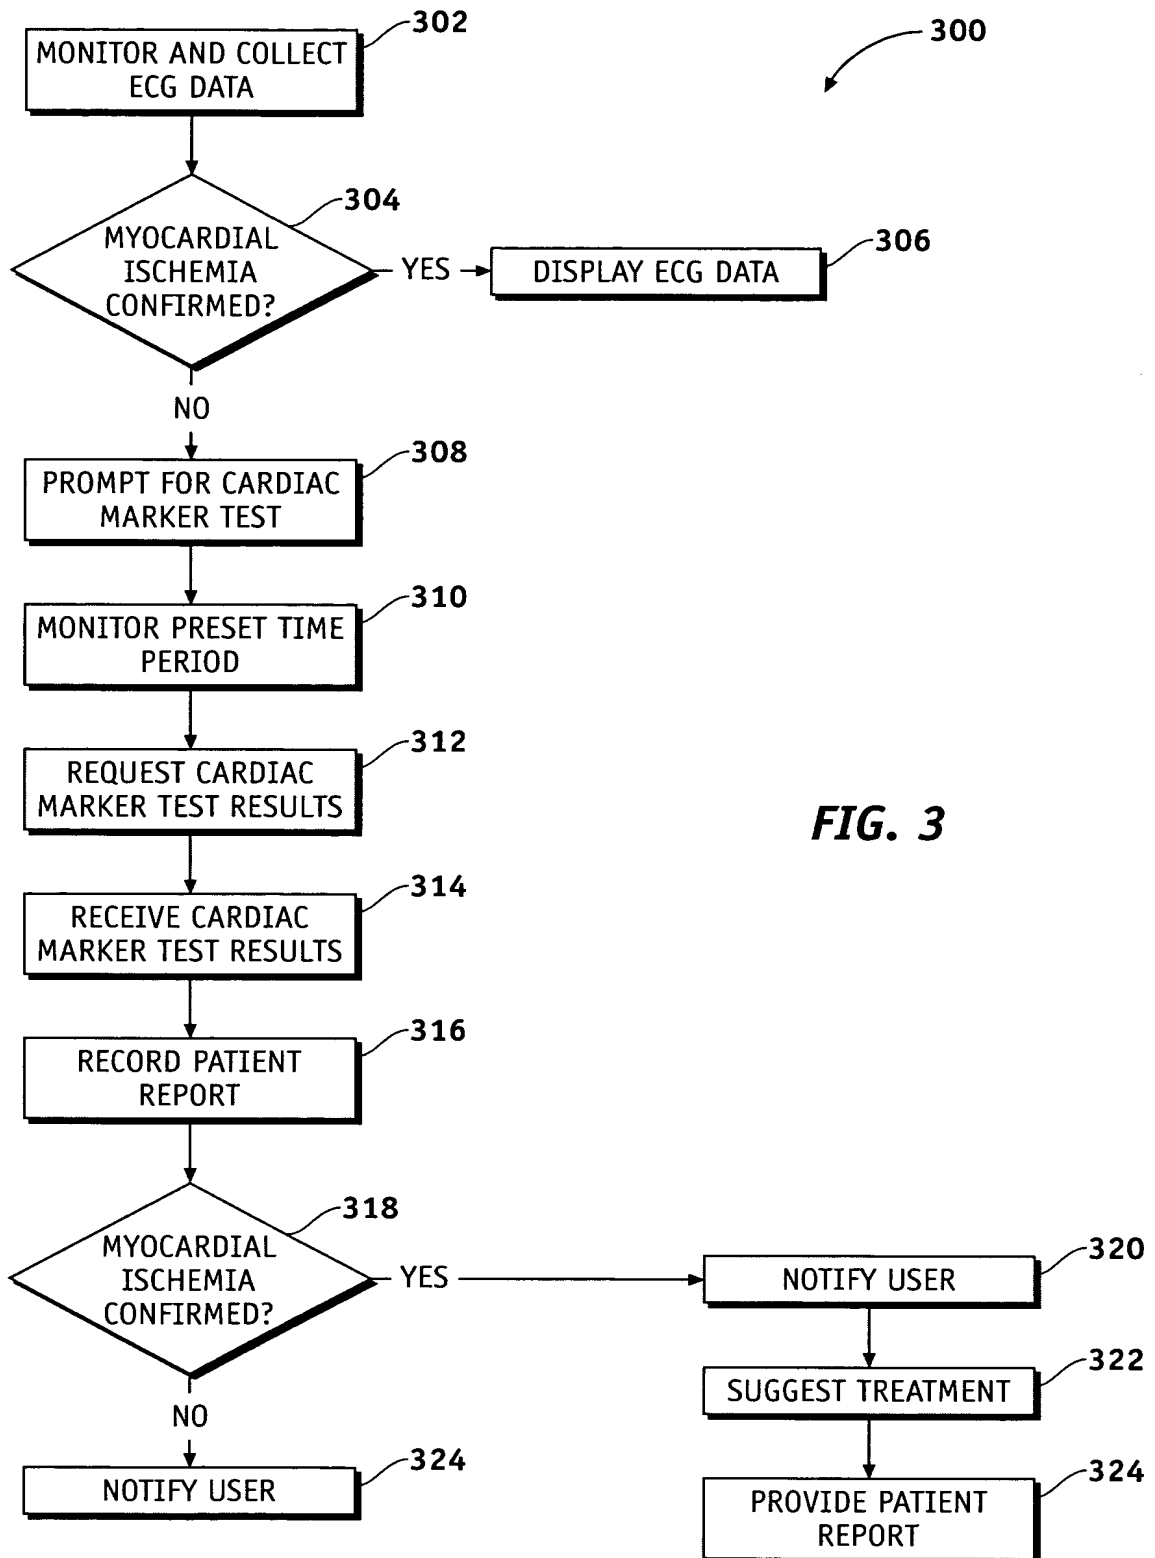 302
300
MONITOR AND COLLECT
ECG DATA
304
MYOCARDIAL
ISCHEMIA
CONFIRMED?
YES
306
DISPLAY ECG DATA
NO
308
PROMPT FOR CARDIAC
MARKER TEST
310
MONITOR PRESET TIME
PERIOD
312
REQUEST CARDIAC
MARKER TEST RESULTS
FIG. 3
314
RECEIVE CARDIAC
MARKER TEST RESULTS
316
RECORD PATIENT
REPORT
318
MYOCARDIAL
ISCHEMIA
CONFIRMED?
YES
320
NOTIFY USER
322
SUGGEST TREATMENT
NO
324
NOTIFY USER
324
PROVIDE PATIENT
REPORT